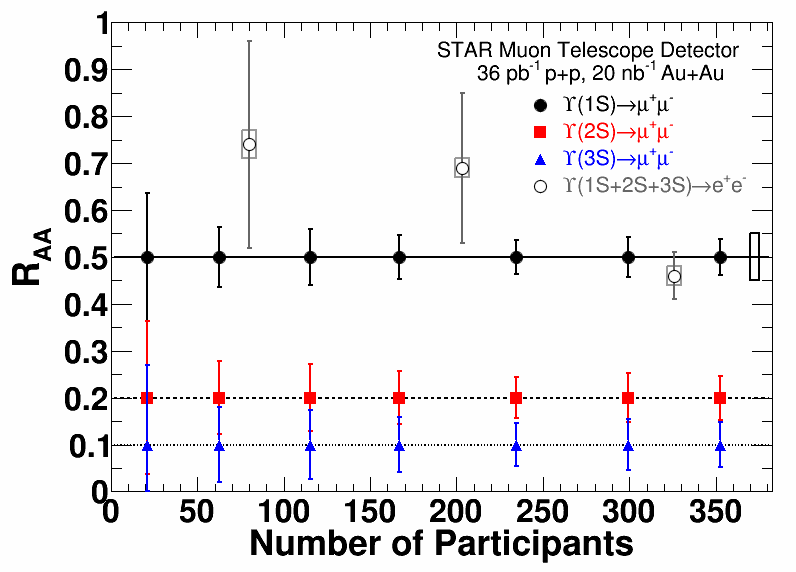 STAR Muon Telescope Detector
36 pb⁻¹ p+p, 20 nb⁻¹ Au+Au
ϒ(1S)→μ⁺μ⁻
ϒ(2S)→μ⁺μ⁻
ϒ(3S)→μ⁺μ⁻
ϒ(1S+2S+3S)→e⁺e⁻
R_AA
1
0.9
0.8
0.7
0.6
0.5
0.4
0.3
0.2
0.1
0
0 50 100 150 200 250 300 350
Number of Participants